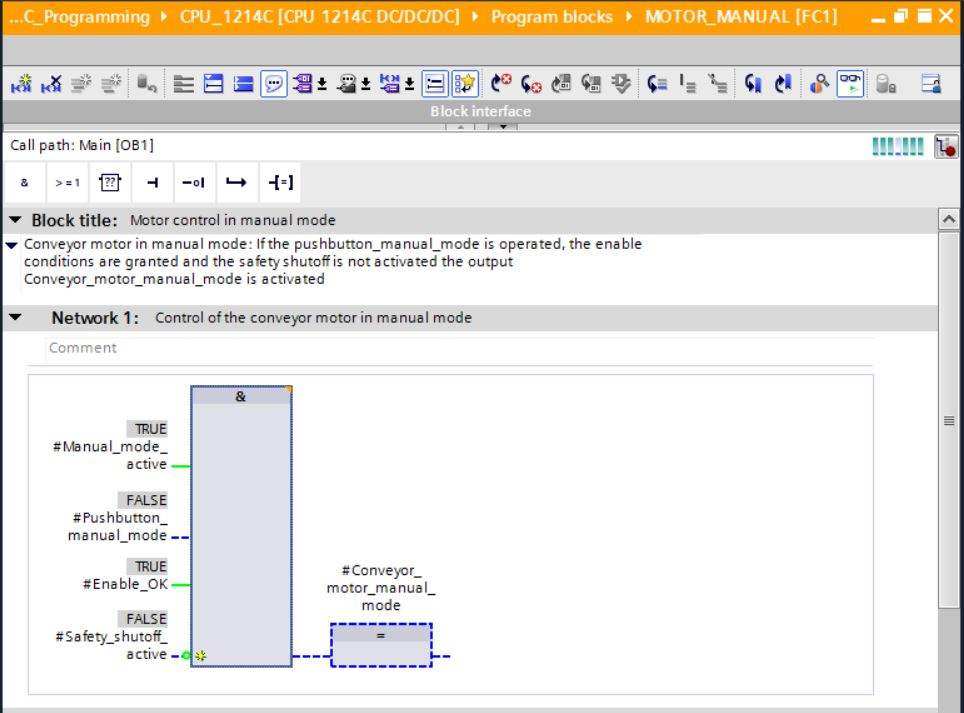 ...C_Programming CPU_1214C [CPU 1214C DC/DC/DC] Program blocks MOTOR_MANUAL [FC1]
Block interface
Call path: Main [OB1]
& >=1 ?? -[=]
Block title: Motor control in manual mode
Conveyor motor in manual mode: If the pushbutton_manual_mode is operated, the enable
conditions are granted and the safety shutoff is not activated the output
Conveyor_motor_manual_mode is activated
Network 1: Control of the conveyor motor in manual mode
Comment
&
TRUE
#Manual_mode_
active
FALSE
#Pushbutton_
manual_mode
TRUE
#Enable_OK
FALSE
#Safety_shutoff_
active
#Conveyor_
motor_manual_
mode
=